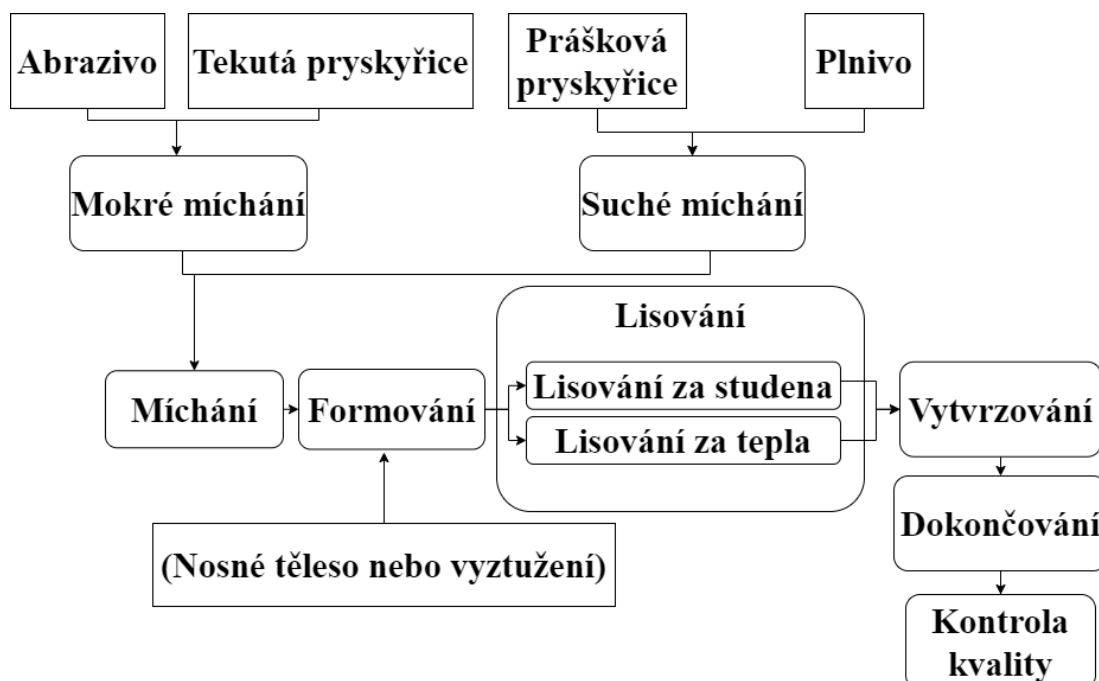 Abrazivo
Tekutá pryskyřice
Prášková
pryskyřice
Plnivo
Mokré míchání
Suché míchání
Lisování
Míchání
Formování
Lisování za studena
Lisování za tepla
Vytvrzování
(Nosné těleso nebo vyztužení)
Dokončování
Kontrola
kvality